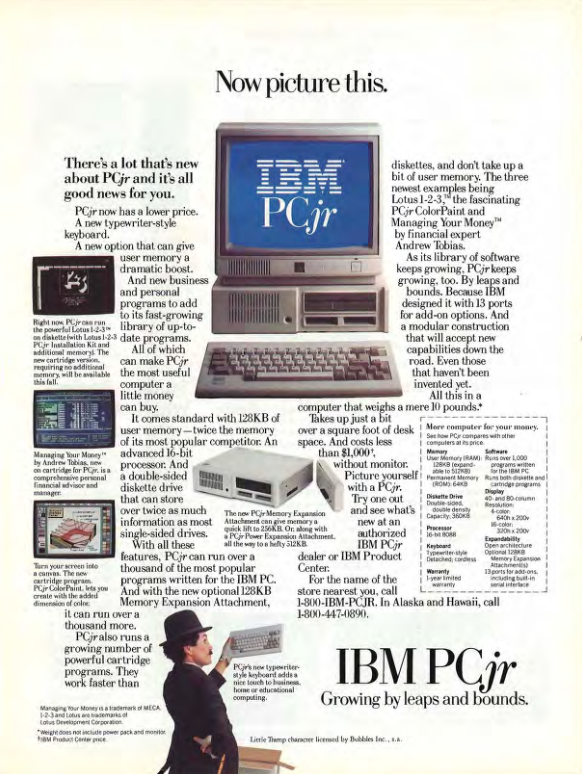 Now picture this.
There's a lot that's new
about PCjr and it's all
good news for you.
PCjr now has a lower price.
A new typewriter-style
keyboard.
A new option that can give
user memory a
dramatic boost.
And new business
and personal
programs to add
to its fast-growing
library of up-to-
date programs.
All of which
can make PCjr
the most useful
computer a
little money
can buy.
It comes standard with 128KB of
user memory—twice the memory
of its most popular competitor. An
advanced 16-bit
processor. And
a double-sided
diskette drive
that can store
over twice as much
information as most
single-sided drives.
With all these
features, PCjr can run over a
thousand of the most popular
programs written for the IBM PC.
And with the new optional 128KB
Memory Expansion Attachment,
it can run over a
thousand more.
PCjr also runs a
growing number of
powerful cartridge
programs. They
work faster than
Right now, PCjr can run
the powerful Lotus 1-2-3™
on diskette (with Lotus 1-2-3
PCjr Installation Kit and
additional memory). The
new cartridge version,
requiring no additional
memory, will be available
this fall.
Managing Your Money™
by Andrew Tobias, new
on cartridge for PCjr, is a
comprehensive personal
financial advisor and
manager.
Turn your screen into
a canvas. The new
cartridge program,
PCjr ColorPaint, lets you
create with the added
dimension of color.
IBM
PCjr
diskettes, and don't take up a
bit of user memory. The three
newest examples being
Lotus 1-2-3,™ the fascinating
PCjr ColorPaint and
Managing Your Money™
by financial expert
Andrew Tobias.
As its library of software
keeps growing, PCjr keeps
growing, too. By leaps and
bounds. Because IBM
designed it with 13 ports
for add-on options. And
a modular construction
that will accept new
capabilities down the
road. Even those
that haven't been
invented yet.
All this in a
computer that weighs a mere 10 pounds.*
Takes up just a bit
over a square foot of desk
space. And costs less
than $1,000†,
without monitor.
Picture yourself
with a PCjr.
Try one out
and see what's
new at an
authorized
IBM PCjr
dealer or IBM Product
Center.
For the name of the
store nearest you, call
1-800-IBM-PCJR. In Alaska and Hawaii, call
1-800-447-0890.
The new PCjr Memory Expansion
Attachment can give memory a
quick lift to 256KB. Or, along with
a PCjr Power Expansion Attachment,
all the way to a hefty 512KB.
More computer for your money.
See how PCjr compares with other
computers at its price.
Memory
User Memory (RAM):
128KB (expand-
able to 512KB)
Permanent Memory
(ROM): 64KB
Diskette Drive
Double-sided,
double density
Capacity: 360KB
Processor
16-bit 8088
Keyboard
Typewriter-style
Detached; cordless
Warranty
1-year limited
warranty
Software
Runs over 1,000
programs written
for the IBM PC
Runs both diskette and
cartridge programs
Display
40- and 80-column
Resolution:
4-color:
640h x 200v
16-color:
320h x 200v
Expandability
Open architecture
Optional 128KB
Memory Expansion
Attachment(s)
13 ports for add-ons,
including built-in
serial interface
PCjr's new typewriter-
style keyboard adds a
nice touch to business,
home or educational
computing.
IBM PCjr
Growing by leaps and bounds.
Managing Your Money is a trademark of MECA.
1-2-3 and Lotus are trademarks of
Lotus Development Corporation.
*Weight does not include power pack and monitor.
†IBM Product Center price.
Little Tramp character licensed by Bubbles Inc., s.a.